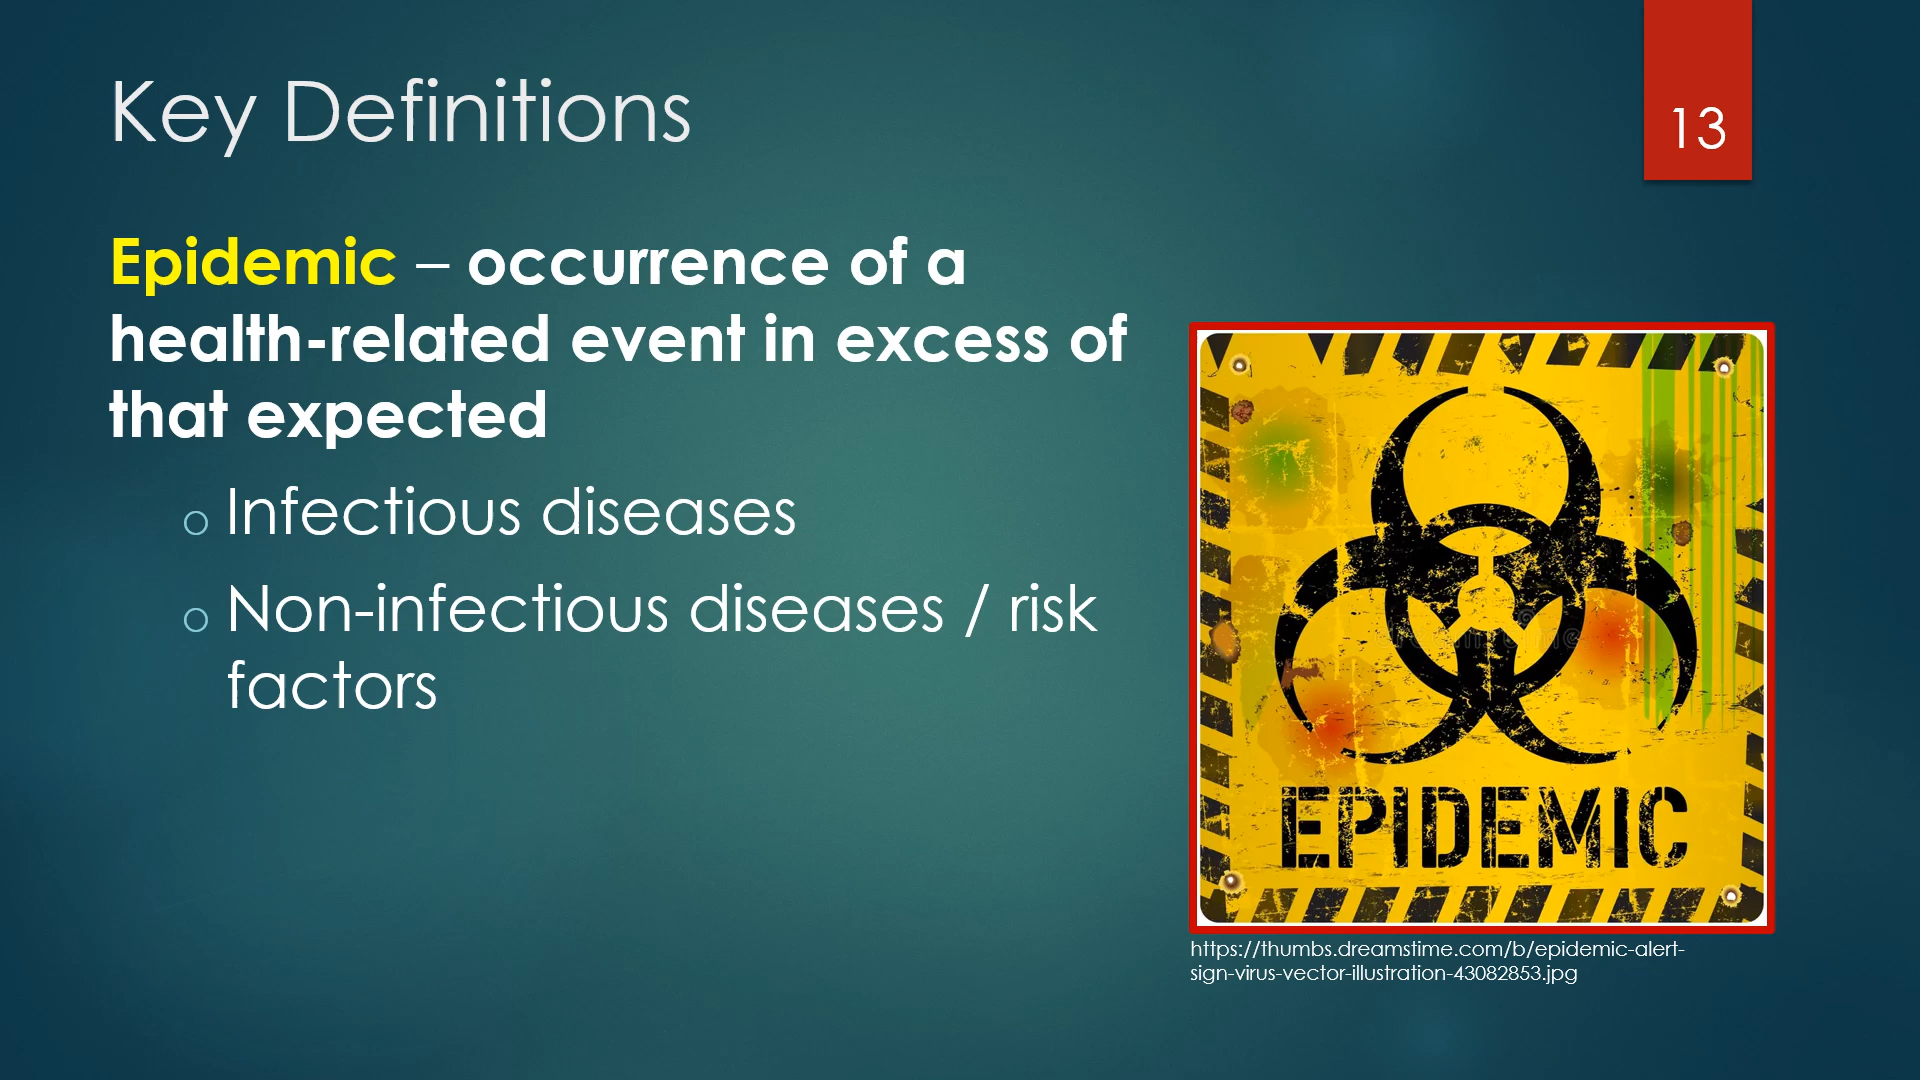 Key Definitions
13
Epidemic – occurrence of a
health-related event in excess of
that expected
o Infectious diseases
o Non-infectious diseases / risk
factors
EPIDEMIC
https://thumbs.dreamstime.com/b/epidemic-alert-
sign-virus-vector-illustration-43082853.jpg